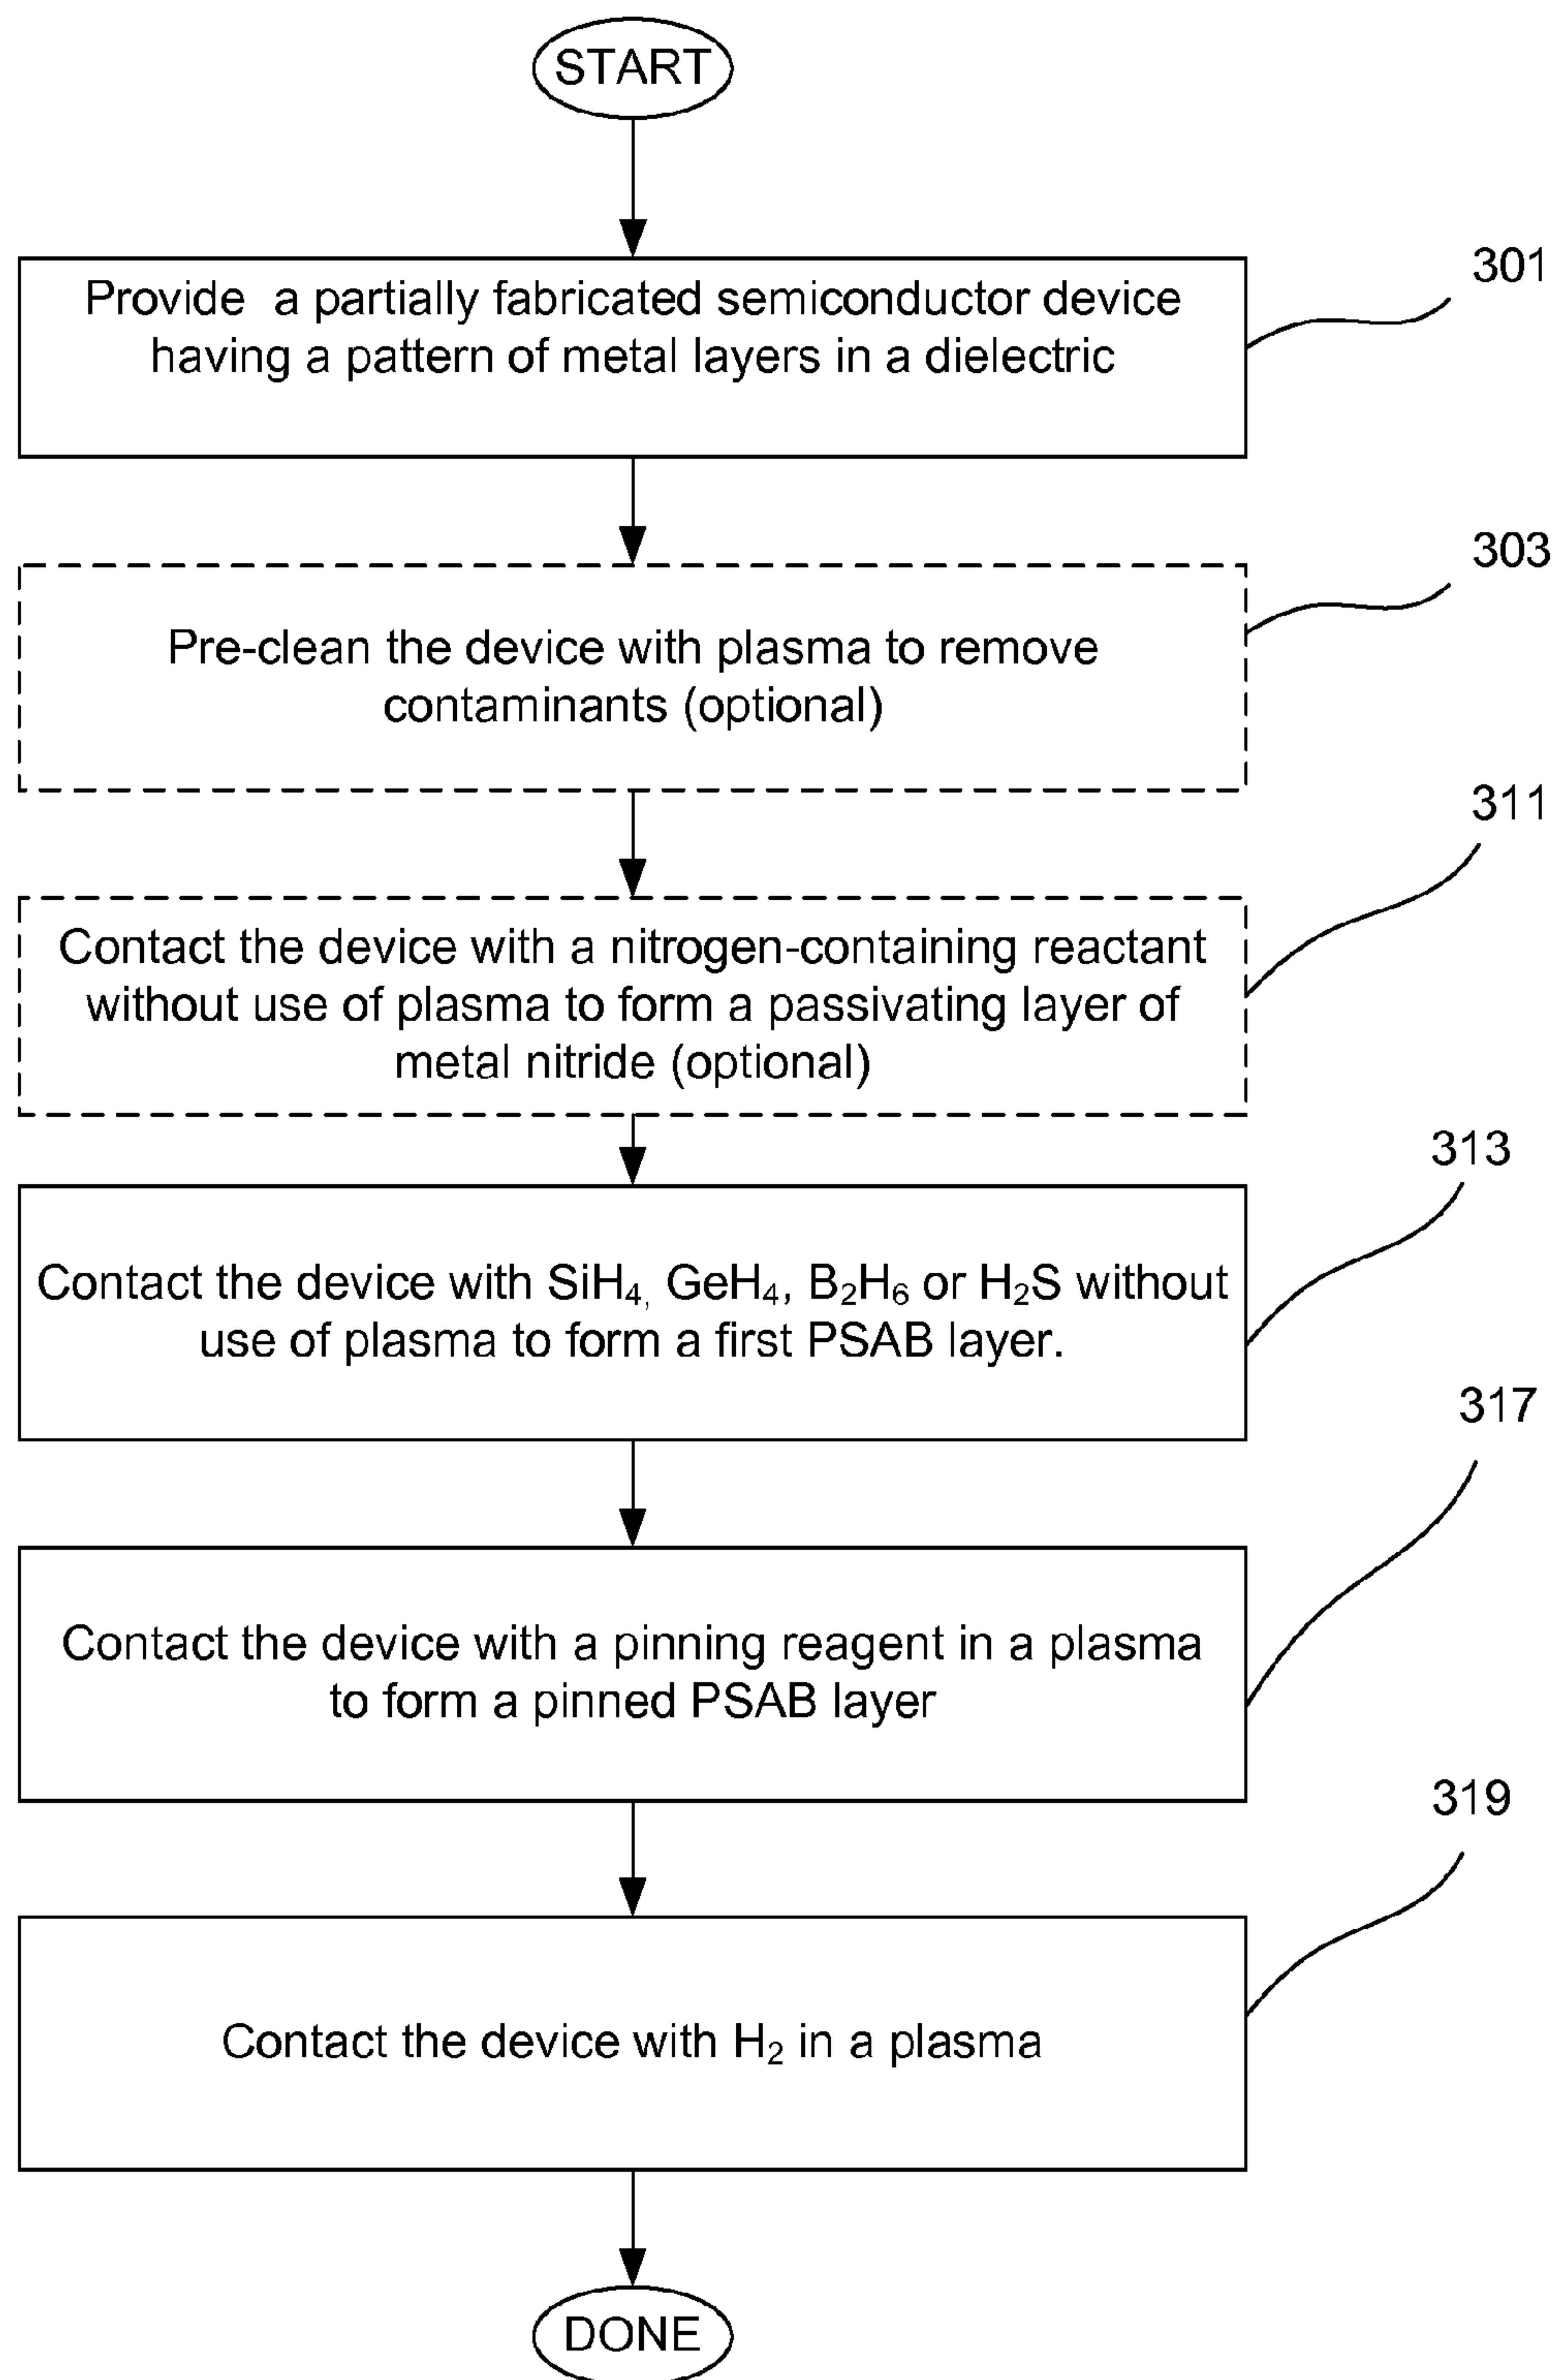 START
301
Provide a partially fabricated semiconductor device
having a pattern of metal layers in a dielectric
303
Pre-clean the device with plasma to remove
contaminants (optional)
311
Contact the device with a nitrogen-containing reactant
without use of plasma to form a passivating layer of
metal nitride (optional)
313
Contact the device with SiH₄, GeH₄, B₂H₆ or H₂S without
use of plasma to form a first PSAB layer.
317
Contact the device with a pinning reagent in a plasma
to form a pinned PSAB layer
319
Contact the device with H₂ in a plasma
DONE